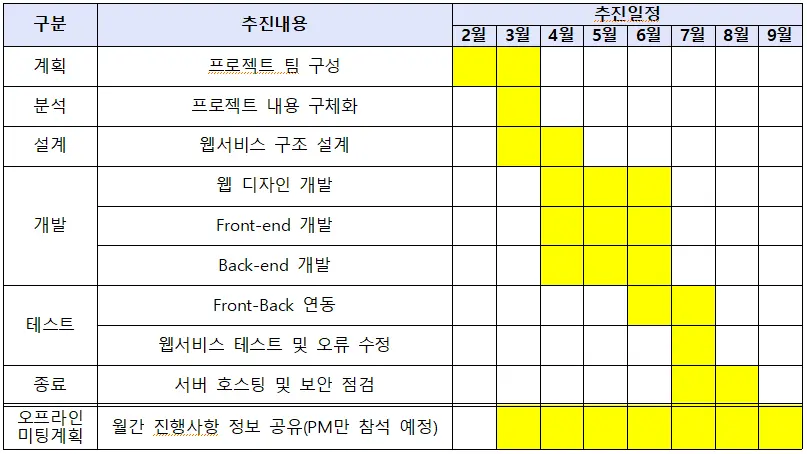 구분 추진내용 추진일정
2월 3월 4월 5월 6월 7월 8월 9월
계획 프로젝트 팀 구성
분석 프로젝트 내용 구체화
설계 웹서비스 구조 설계
개발 웹 디자인 개발
Front-end 개발
Back-end 개발
테스트 Front-Back 연동
웹서비스 테스트 및 오류 수정
종료 서버 호스팅 및 보안 점검
오프라인
미팅계획 월간 진행사항 정보 공유(PM만 참석 예정)